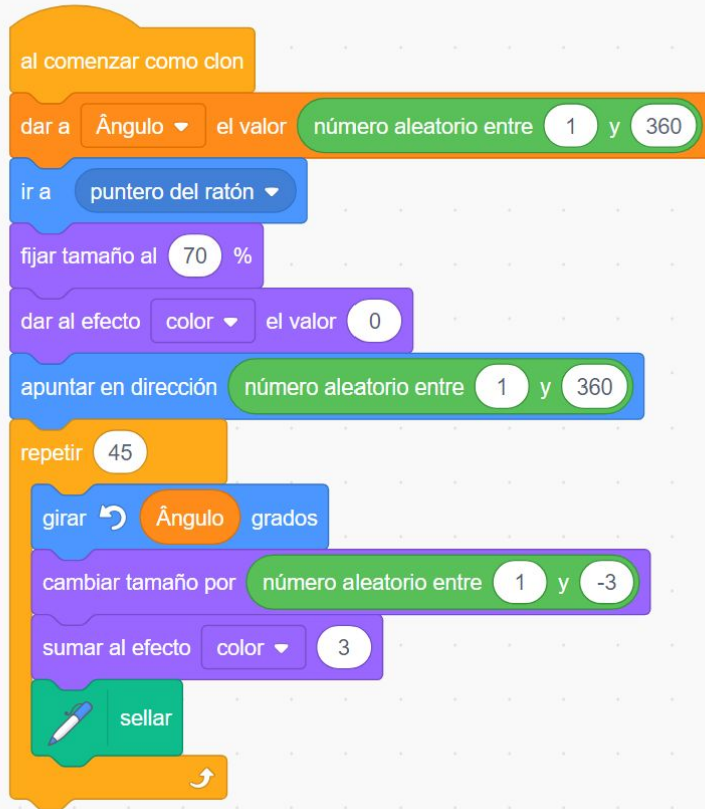 al comenzar como clon
dar a Ângulo el valor número aleatorio entre 1 y 360
ir a puntero del ratón
fijar tamaño al 70 %
dar al efecto color el valor 0
apuntar en dirección número aleatorio entre 1 y 360
repetir 45
girar Ângulo grados
cambiar tamaño por número aleatorio entre 1 y -3
sumar al efecto color 3
sellar